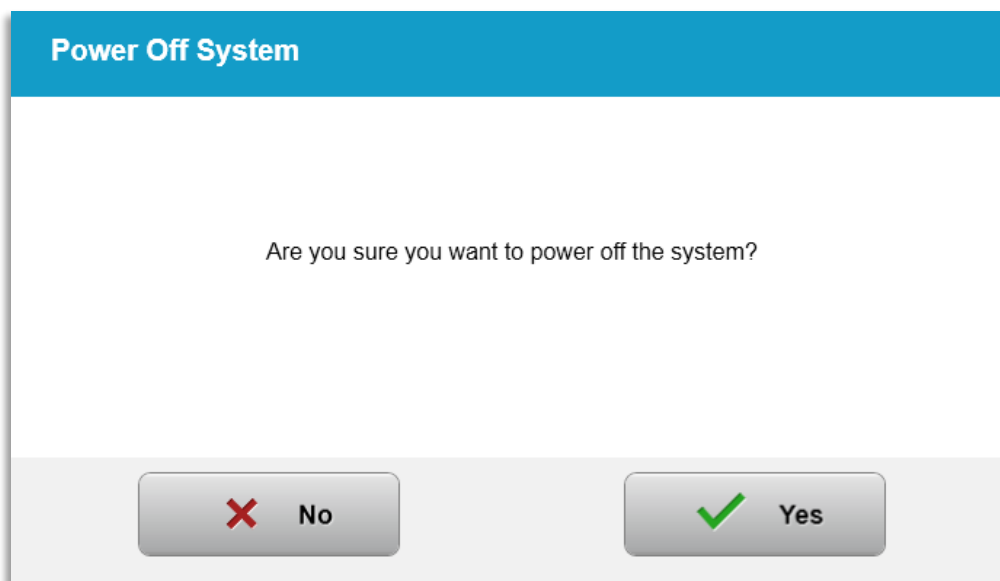 Power Off System
Are you sure you want to power off the system?
No
Yes